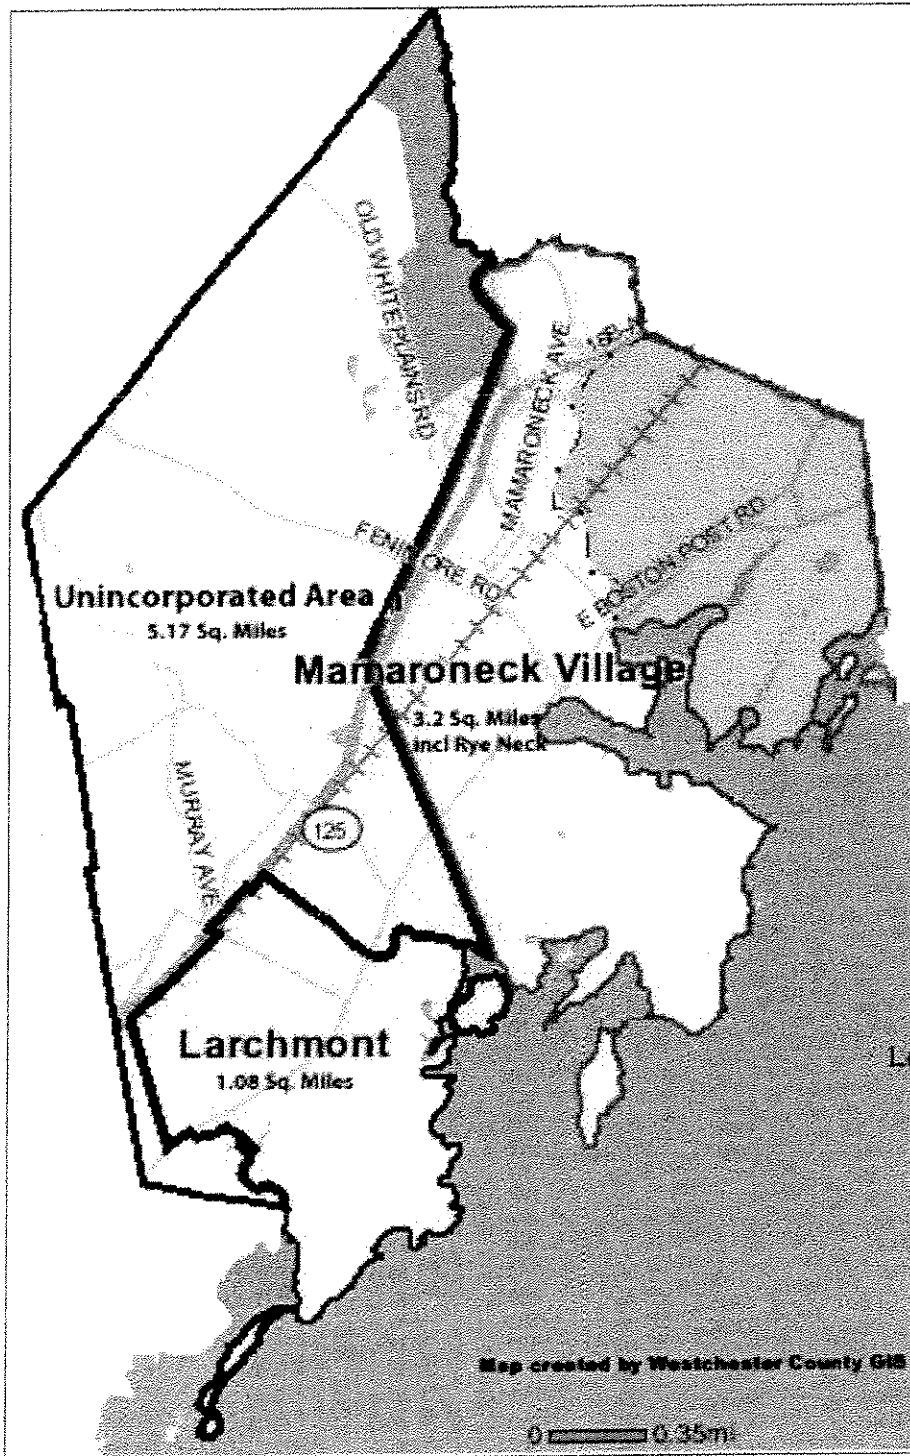 OLD WHITE PLAINS RD
MAMARONECK AVE
FENIMORE RD
E BOSTON POST RD
Unincorporated Area
5.17 Sq. Miles
Mamaroneck Village
3.2 Sq. Miles
incl Rye Neck
MURRAY AVE
125
Larchmont
1.08 Sq. Miles
Map created by Westchester County GIS
0 0.35mi